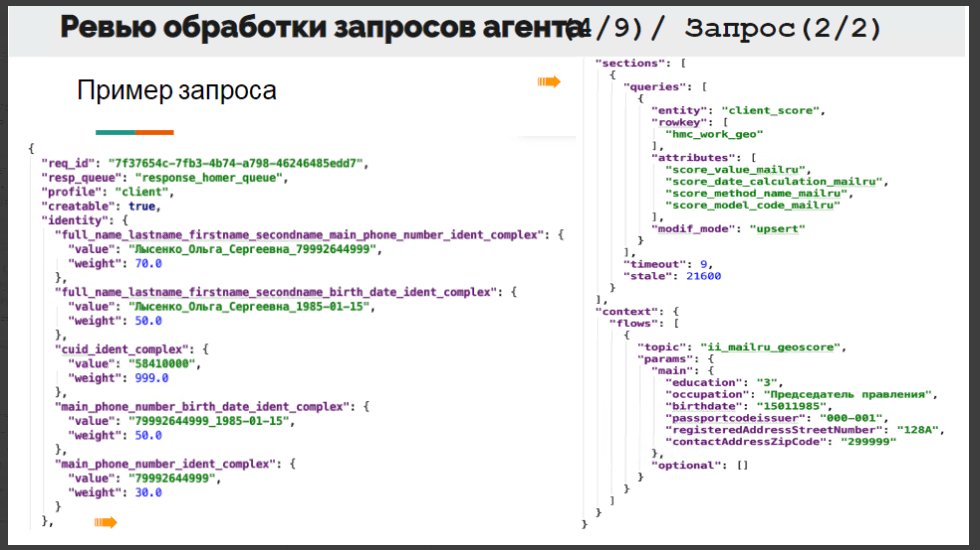 Ревью обработки запросов агента(4/9)/ Запрос(2/2)
Пример запроса
{
"req_id": "7f37654c-7fb3-4b74-a798-46246485edd7",
"resp_queue": "response_homer_queue",
"profile": "client",
"creatable": true,
"identity": {
"full_name_lastname_firstname_secondname_main_phone_number_ident_complex": {
"value": "Лысенко_Ольга_Сергеевна_79992644999",
"weight": 70.0
},
"full_name_lastname_firstname_secondname_birth_date_ident_complex": {
"value": "Лысенко_Ольга_Сергеевна_1985-01-15",
"weight": 50.0
},
"cuid_ident_complex": {
"value": "58410000",
"weight": 999.0
},
"main_phone_number_birth_date_ident_complex": {
"value": "79992644999_1985-01-15",
"weight": 50.0
},
"main_phone_number_ident_complex": {
"value": "79992644999",
"weight": 30.0
}
},
"sections": [
{
"queries": [
{
"entity": "client_score",
"rowkey": [
"hmc_work_geo"
],
"attributes": [
"score_value_mailru",
"score_date_calculation_mailru",
"score_method_name_mailru",
"score_model_code_mailru"
],
"modif_mode": "upsert"
}
],
"timeout": 9,
"stale": 21600
}
],
"context": {
"flows": [
{
"topic": "ii_mailru_geoscore",
"params": {
"main": {
"education": "3",
"occupation": "Председатель правления",
"birthdate": "15011985",
"passportcodeissuer": "000-001",
"registeredAddressStreetNumber": "128A",
"contactAddressZipCode": "299999"
},
"optional": []
}
}
]
}
}